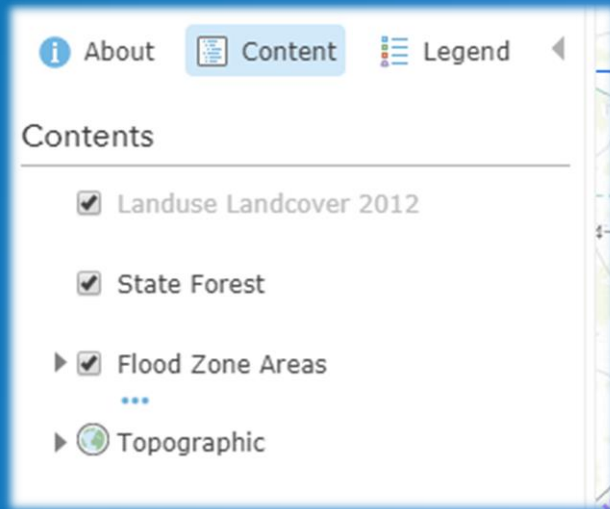 About Content Legend
Contents
Landuse Landcover 2012
State Forest
Flood Zone Areas
Topographic